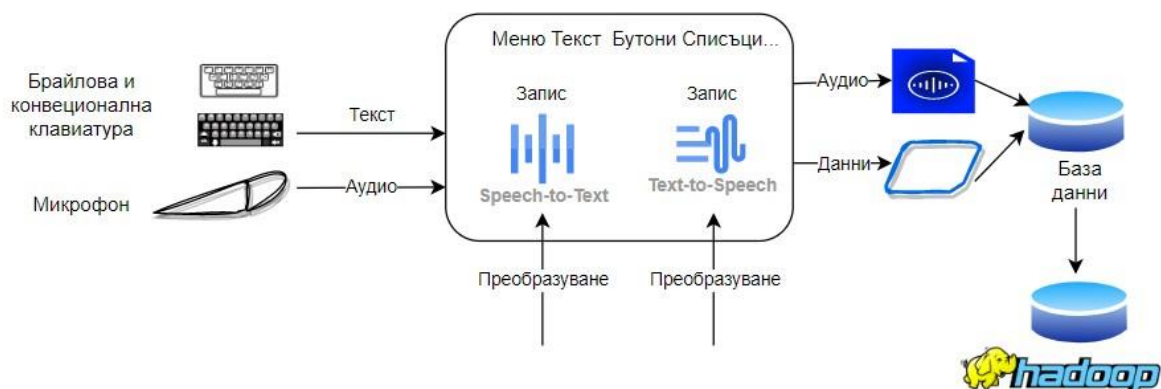 Меню Текст Бутони Списъци...
Брайлова и
конвеционална
клавиатура
Текст
Запис
Запис
Аудио
Микрофон
Аудио
Speech-to-Text
Text-to-Speech
Данни
База
данни
Преобразуване
Преобразуване
hadoop